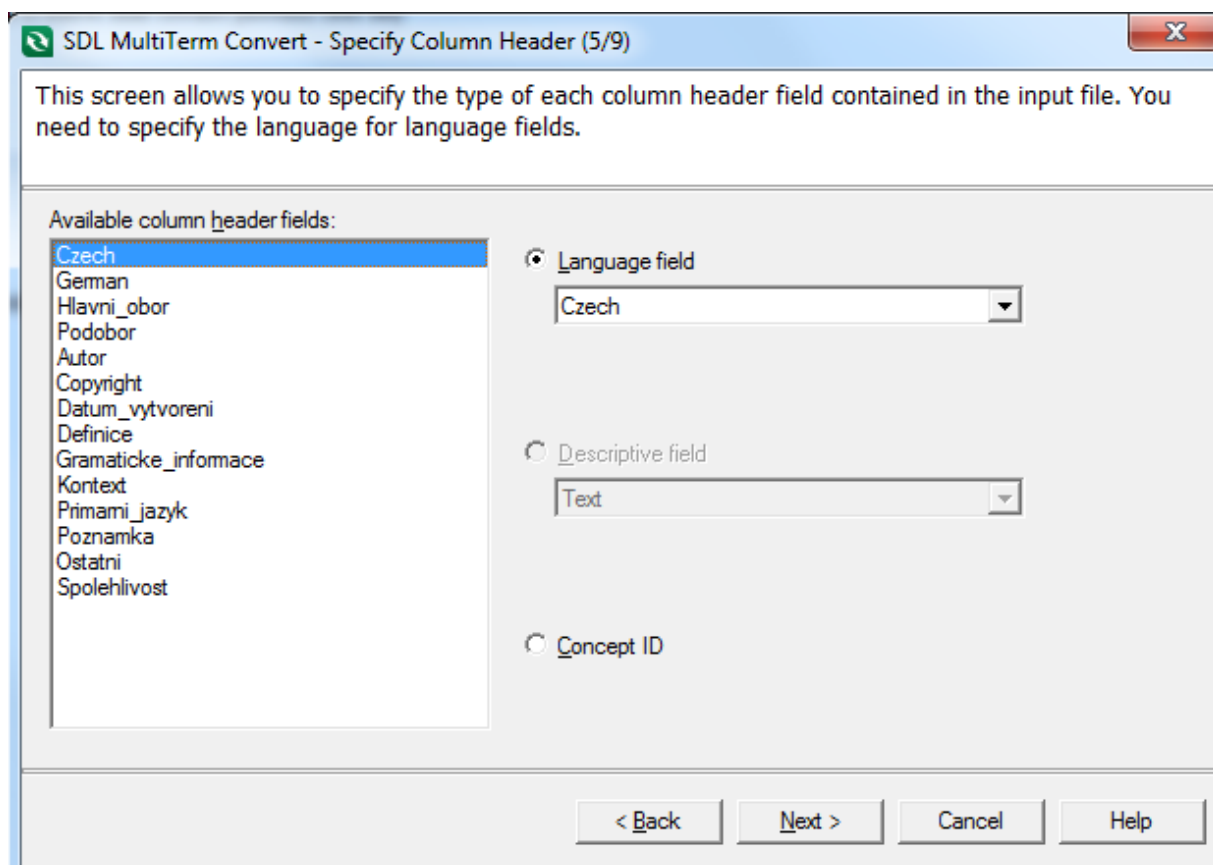 SDL MultiTerm Convert - Specify Column Header (5/9)
This screen allows you to specify the type of each column header field contained in the input file. You
need to specify the language for language fields.
Available column header fields:
Czech
German
Hlavni_obor
Podobor
Autor
Copyright
Datum_vytvoreni
Definice
Gramaticke_informace
Kontext
Primarni_jazyk
Poznamka
Ostatni
Spolehlivost
Language field
Czech
Descriptive field
Text
Concept ID
< Back
Next >
Cancel
Help